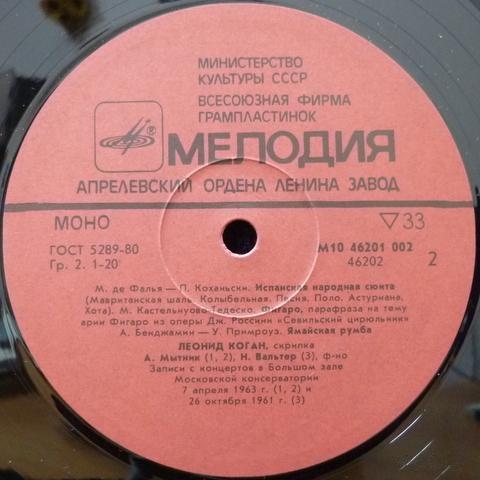 МИНИСТЕРСТВО
КУЛЬТУРЫ СССР
ВСЕСОЮЗНАЯ ФИРМА
ГРАМПЛАСТИНОК
® МЕЛОДИЯ
АПРЕЛЕВСКИЙ ОРДЕНА ЛЕНИНА ЗАВОД
МОНО ▽33
ГОСТ 5289-80 М10 46201 002
Гр. 2. 1-20 46202 2
М. де Фалья — П. Коханьски. Испанская народная сюита
(Мавританская шаль. Колыбельная. Песня. Поло. Астуриана,
Хота). М. Кастельнуово-Тедеско. Фигаро, парафраза на тему
арии Фигаро из оперы Дж. Россини «Севильский цирюльник»
А. Бенджамин — У. Примроуз. Ямайская румба
ЛЕОНИД КОГАН, скрипка
А. Мытник (1, 2), Н. Вальтер (3), ф-но
Записи с концертов в Большом зале
Московской консерватории
7 апреля 1963 г. (1, 2) и
26 октября 1961 г. (3)